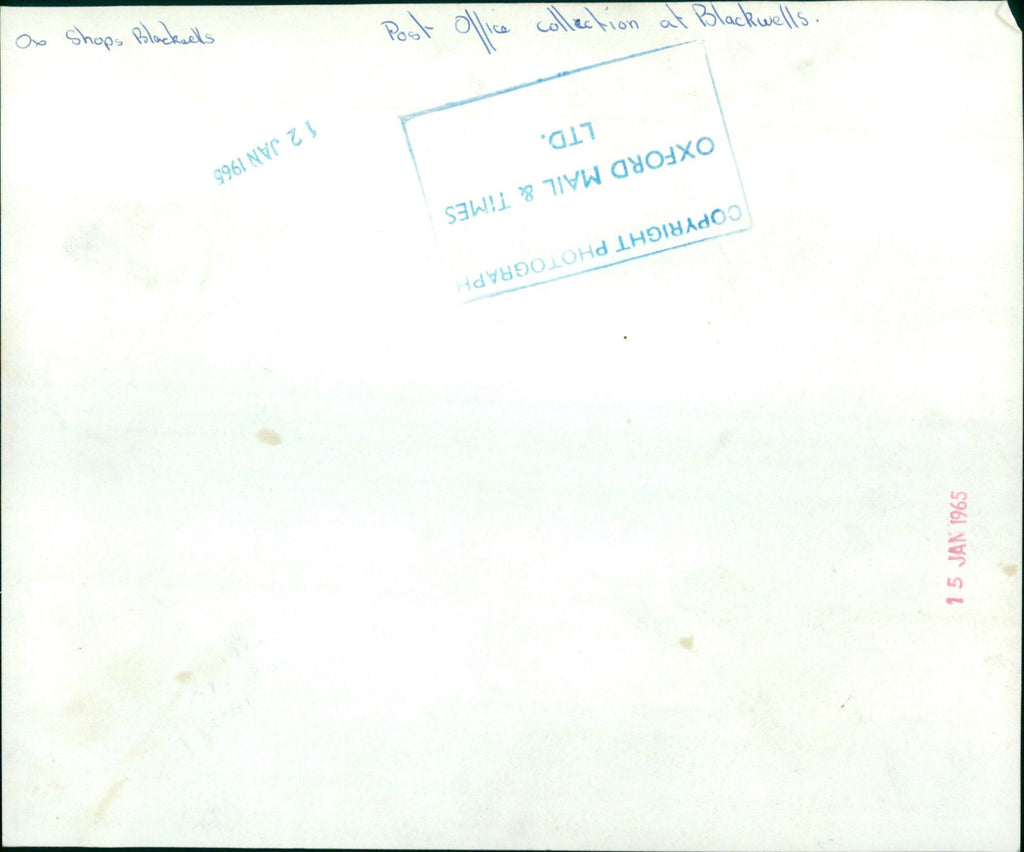 Ox Shops Blackwells
Post Office collection at Blackwells.
12 JAN 1965
COPYRIGHT PHOTOGRAPH
OXFORD MAIL & TIMES
LTD.
15 JAN 1965